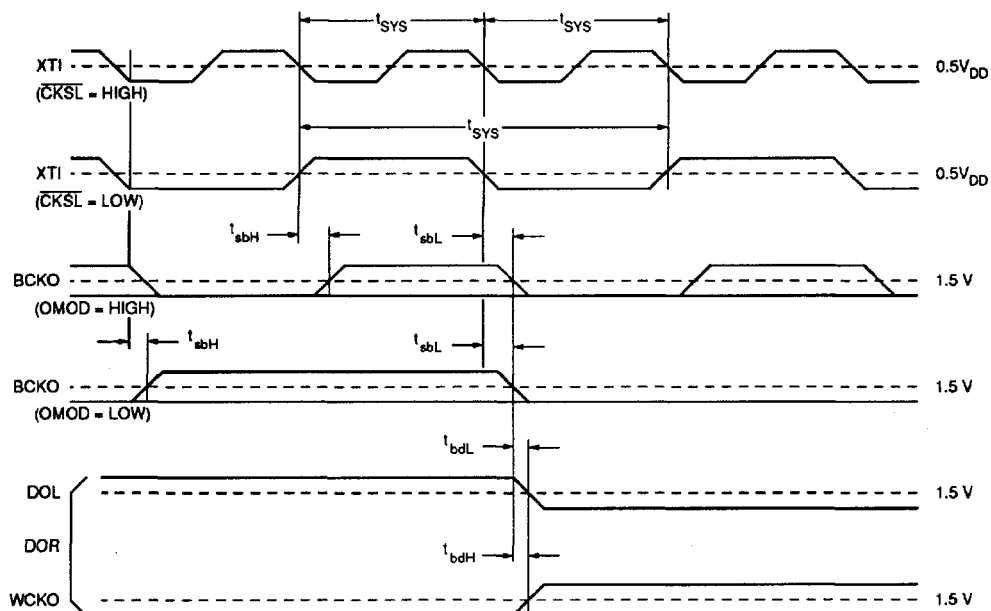 tSYS tSYS
XTI 0.5VDD
(CKSL = HIGH)
tSYS
XTI 0.5VDD
(CKSL = LOW)
tsbH tsbL
BCKO 1.5 V
(OMOD = HIGH)
tsbH tsbL
BCKO 1.5 V
(OMOD = LOW)
tbdL
DOL 1.5 V
DOR
tbdH
WCKO 1.5 V